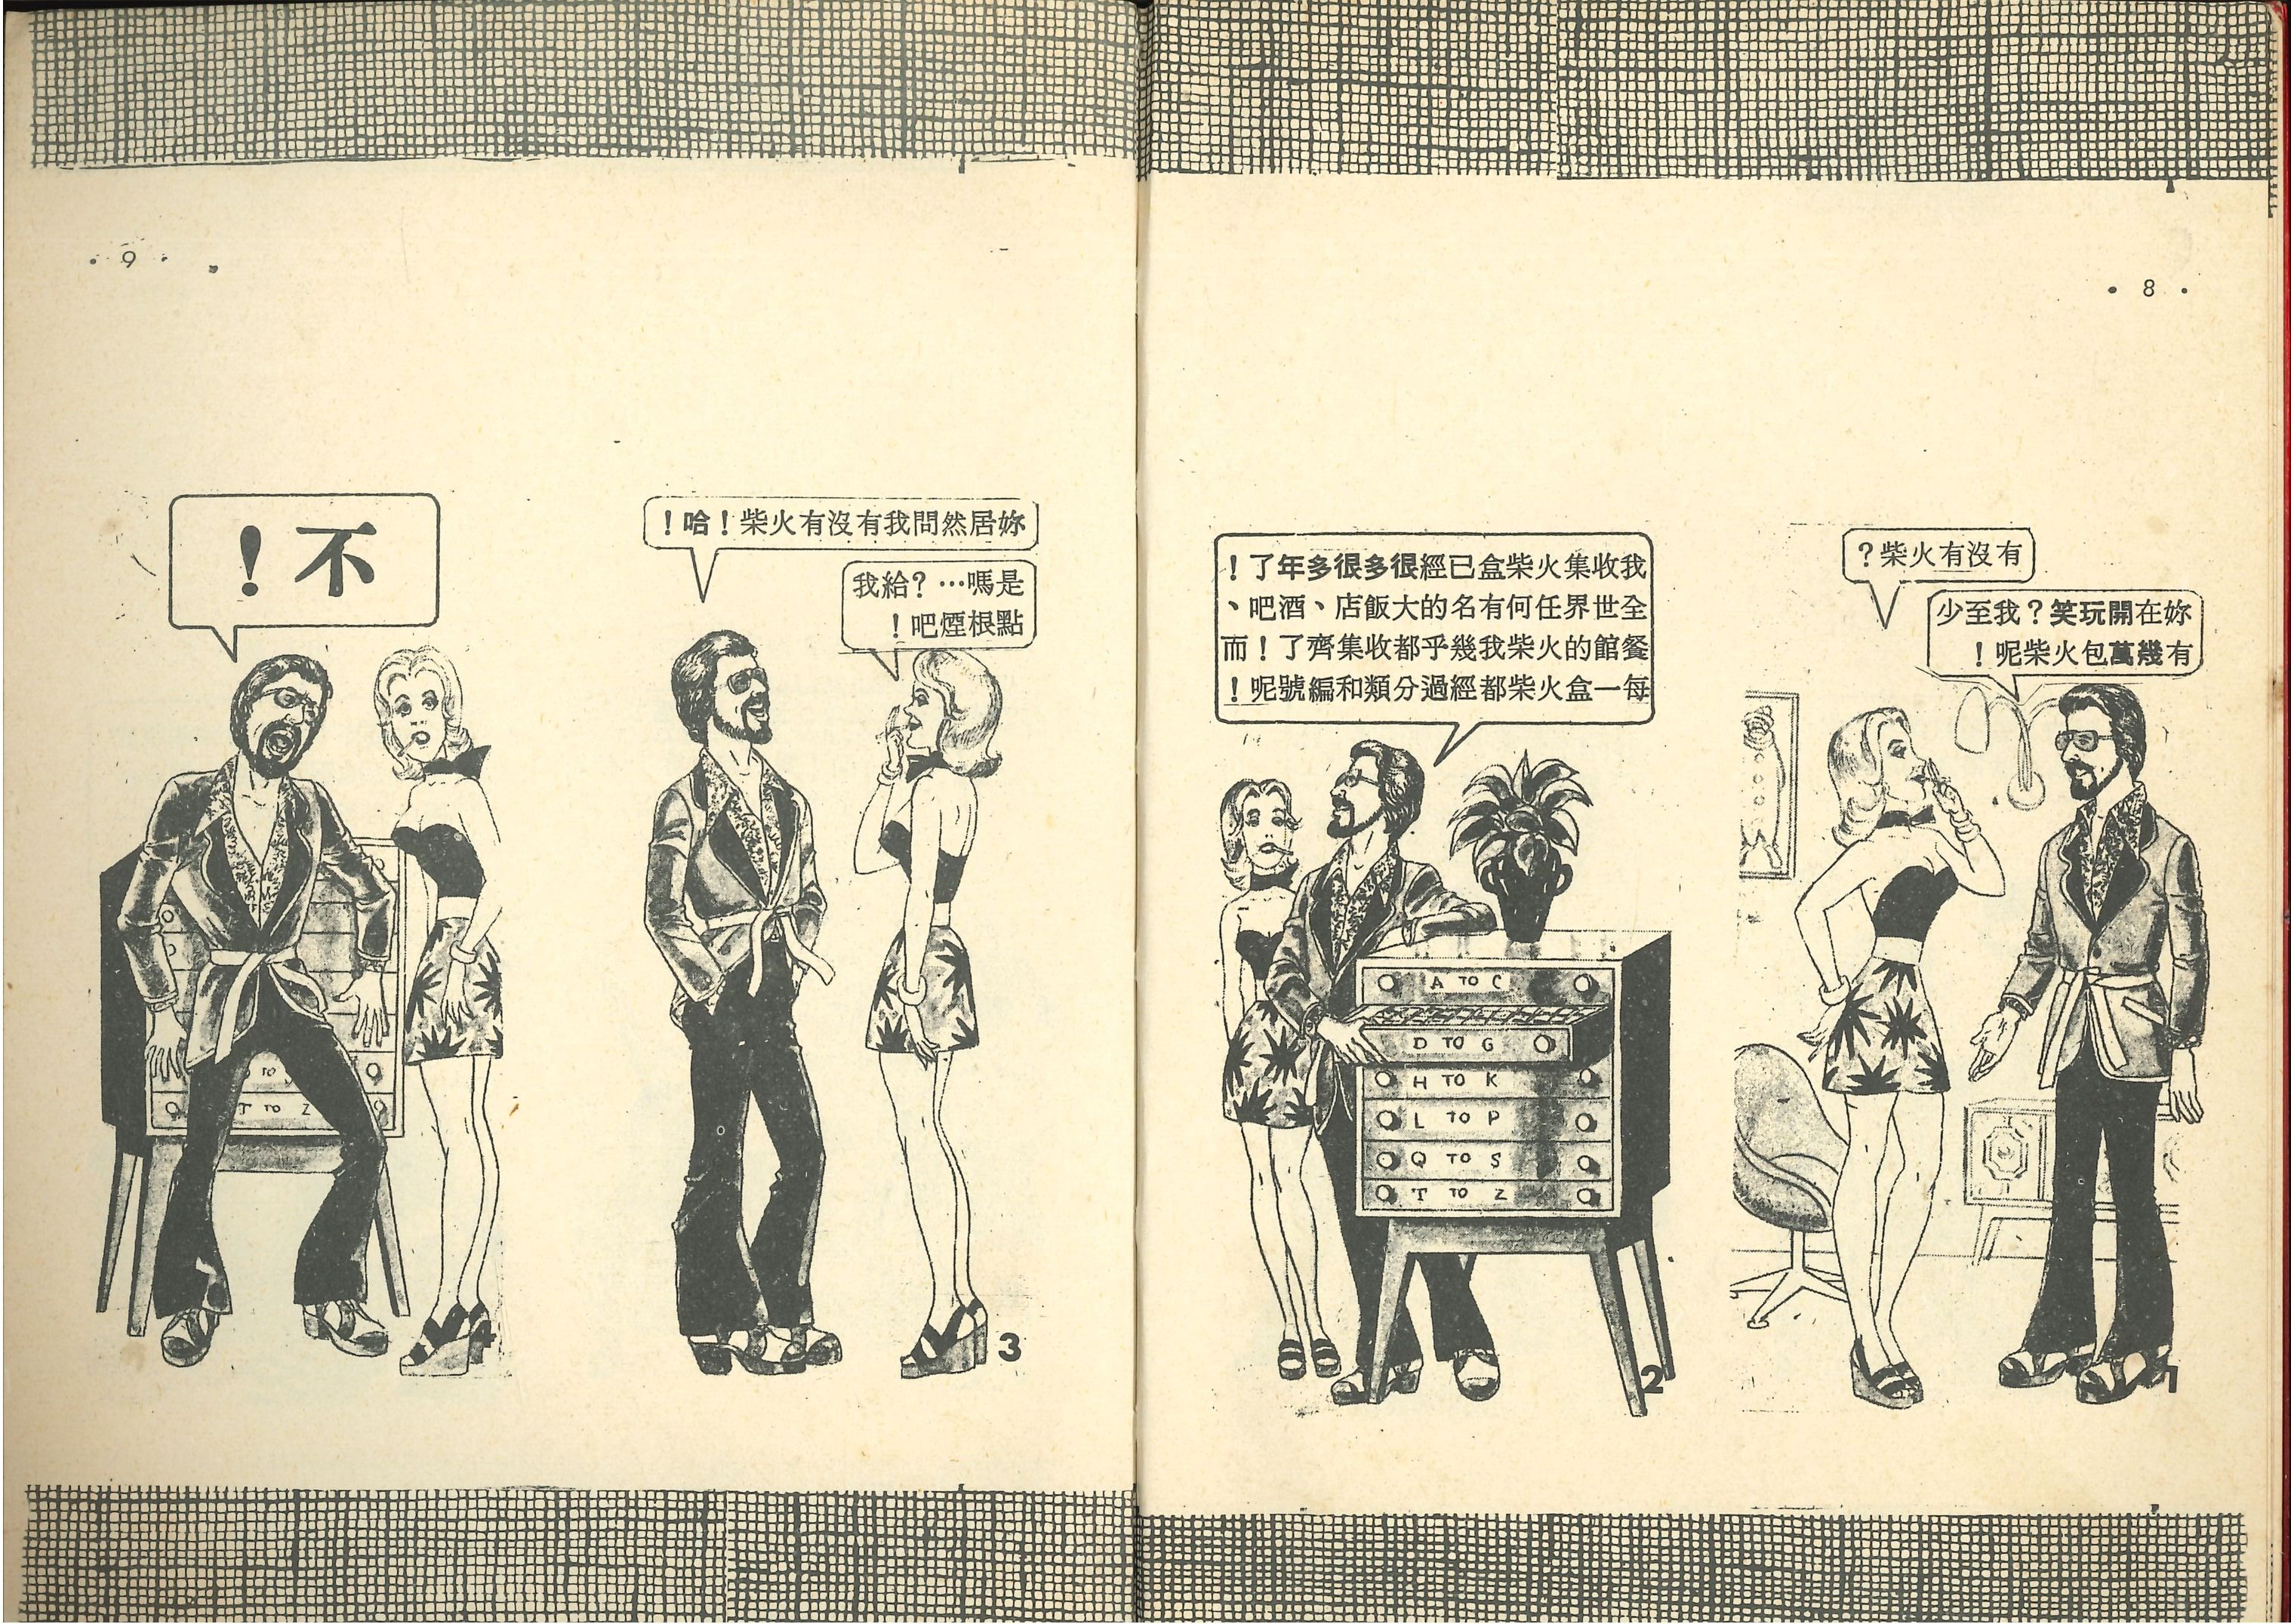 8
有沒有火柴？
妳在開玩笑？我至少
有幾萬包火柴呢！
1
我收集火柴盒已經很多很多年了！
全世界任何有名的大飯店、酒吧、
餐館的火柴我幾乎都收集齊了！而
每一盒火柴都經過分類和編號呢！
A TO C
D TO G
H TO K
L TO P
Q TO S
T TO Z
2
9
妳居然問我有沒有火柴！哈！
是嗎…？給我
點根煙吧！
3
不！
TO
T TO Z
4